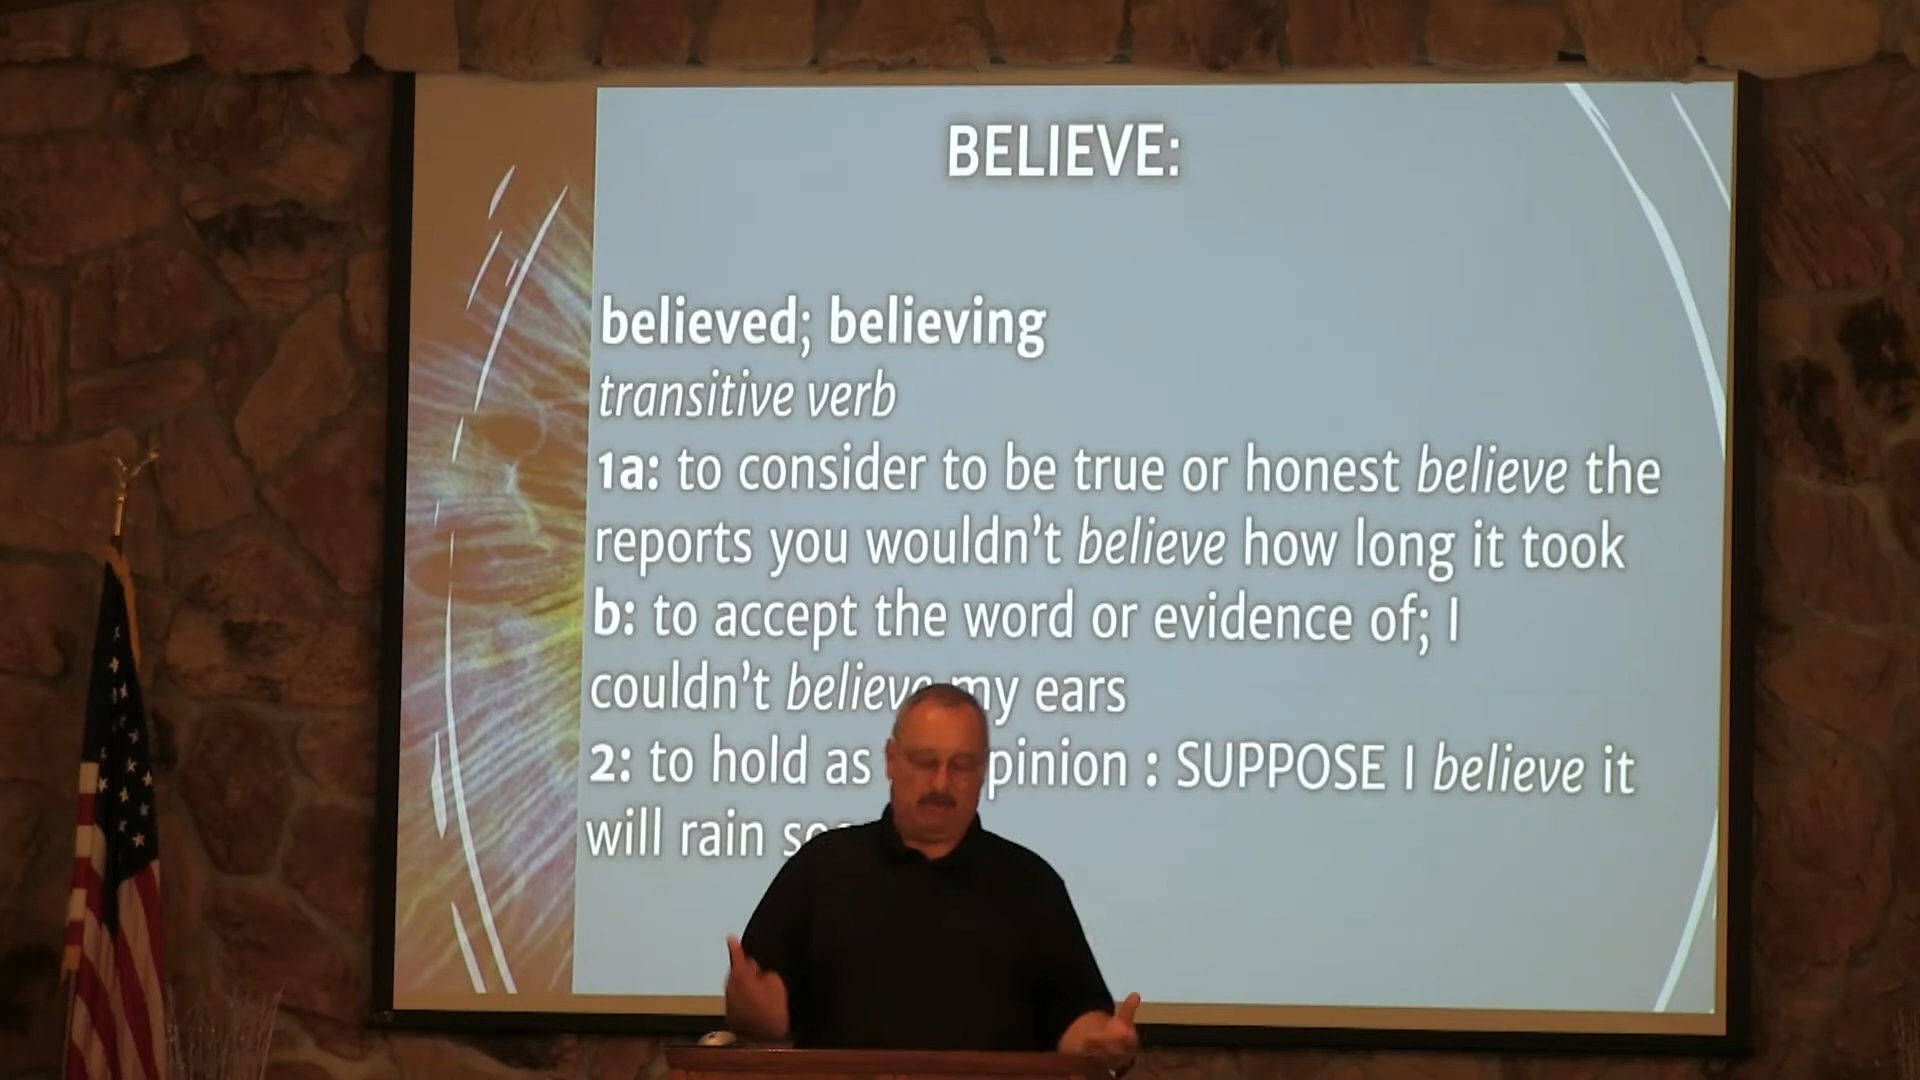 BELIEVE:
believed; believing
transitive verb
1a: to consider to be true or honest believe the
reports you wouldn't believe how long it took
b: to accept the word or evidence of; I
couldn't believe my ears
2: to hold as opinion : SUPPOSE I believe it
will rain